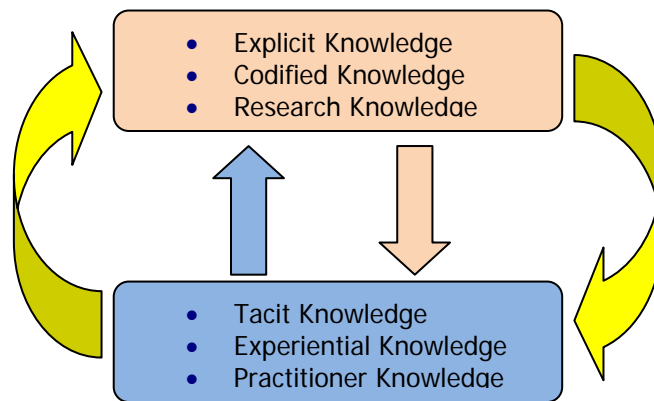 • Explicit Knowledge
• Codified Knowledge
• Research Knowledge
• Tacit Knowledge
• Experiential Knowledge
• Practitioner Knowledge